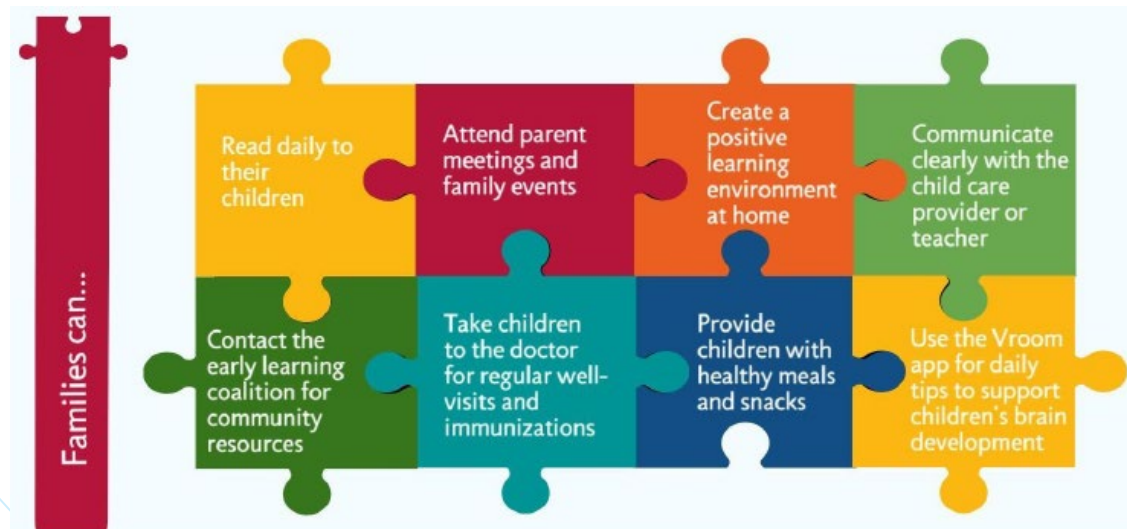 Families can...
Read daily to
their
children
Attend parent
meetings and
family events
Create a
positive
learning
environment
at home
Communicate
clearly with the
child care
provider or
teacher
Contact the
early learning
coalition for
community
resources
Take children
to the doctor
for regular well-
visits and
immunizations
Provide
children with
healthy meals
and snacks
Use the Vroom
app for daily
tips to support
children's brain
development